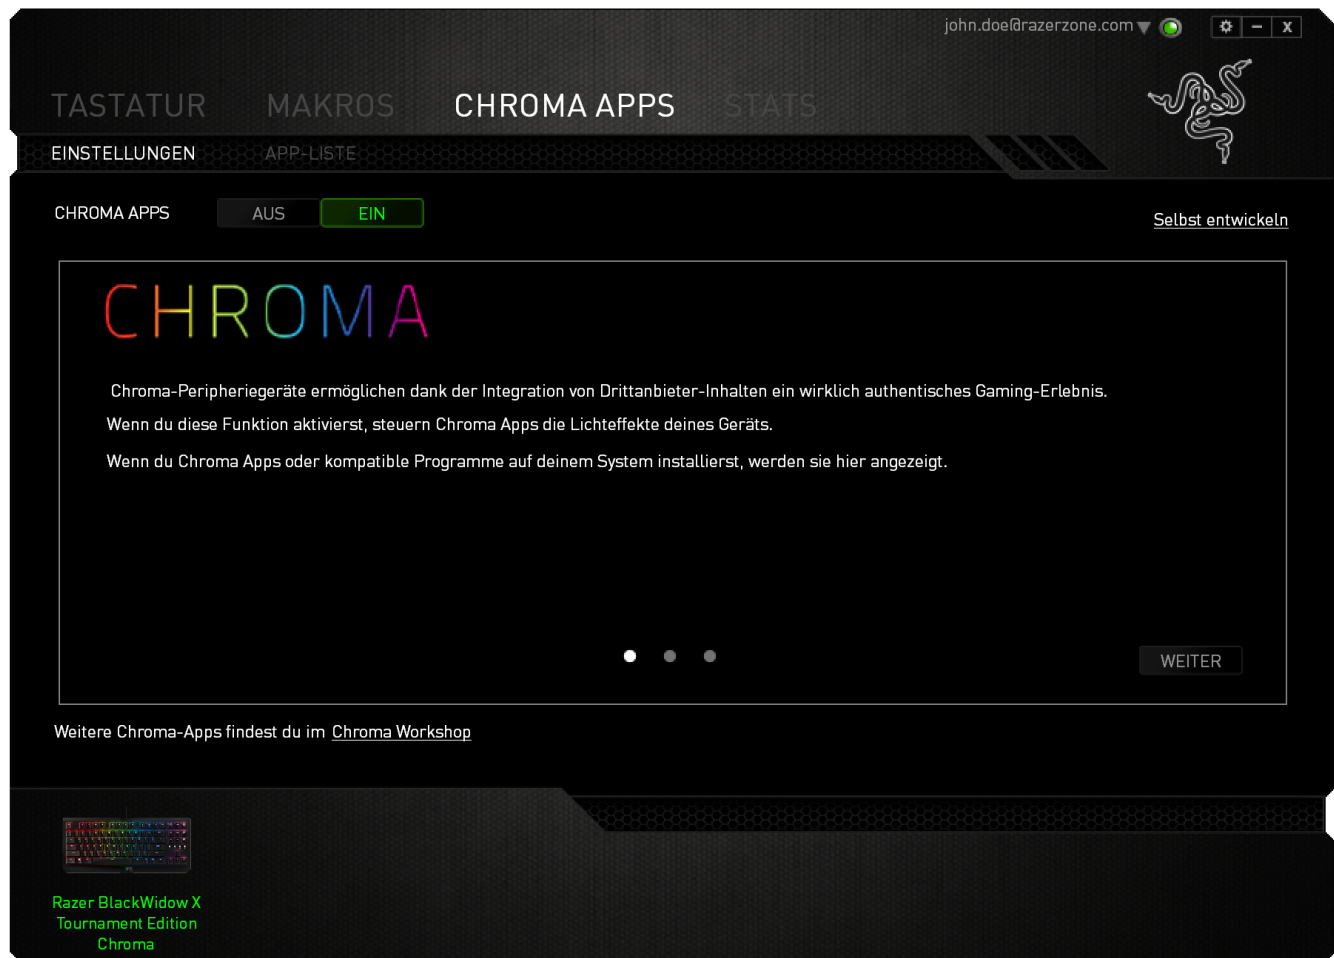 john.doe@razerzone.com
TASTATUR MAKROS CHROMA APPS STATS
EINSTELLUNGEN APP-LISTE
CHROMA APPS AUS EIN
Selbst entwickeln
CHROMA
Chroma-Peripheriegeräte ermöglichen dank der Integration von Drittanbieter-Inhalten ein wirklich authentisches Gaming-Erlebnis.
Wenn du diese Funktion aktivierst, steuern Chroma Apps die Lichteffekte deines Geräts.
Wenn du Chroma Apps oder kompatible Programme auf deinem System installierst, werden sie hier angezeigt.
WEITER
Weitere Chroma-Apps findest du im Chroma Workshop
Razer BlackWidow X
Tournament Edition
Chroma